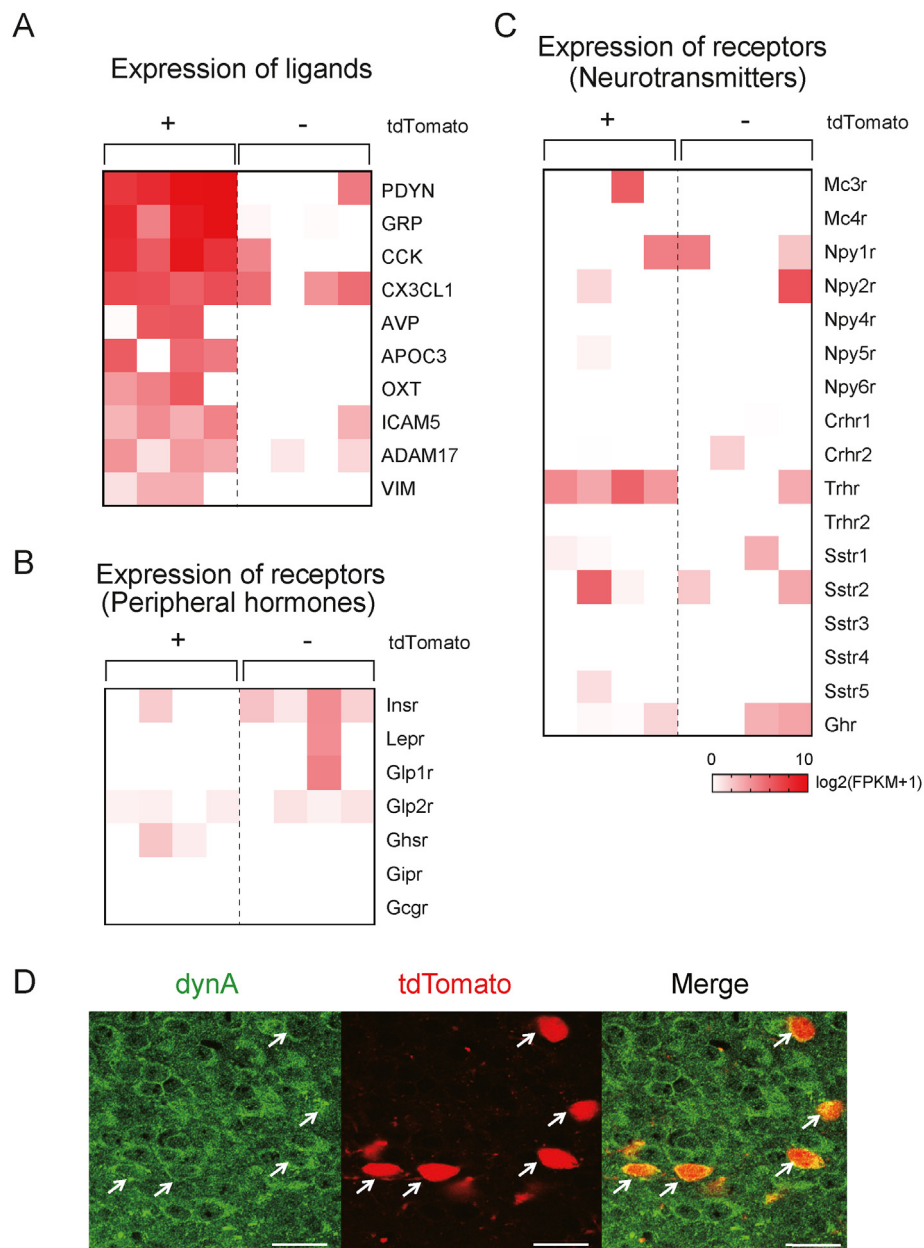 A
Expression of ligands
+ - tdTomato
PDYN
GRP
CCK
CX3CL1
AVP
APOC3
OXT
ICAM5
ADAM17
VIM
B
Expression of receptors
(Peripheral hormones)
+ - tdTomato
Insr
Lepr
Glp1r
Glp2r
Ghsr
Gipr
Gcgr
C
Expression of receptors
(Neurotransmitters)
+ - tdTomato
Mc3r
Mc4r
Npy1r
Npy2r
Npy4r
Npy5r
Npy6r
Crhr1
Crhr2
Trhr
Trhr2
Sstr1
Sstr2
Sstr3
Sstr4
Sstr5
Ghr
0 10
log2(FPKM+1)
D
dynA tdTomato Merge